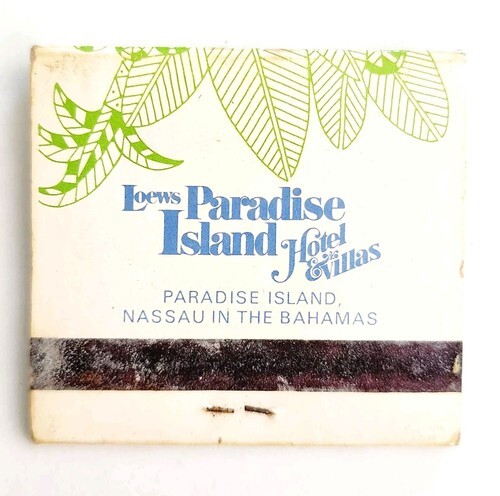 Loews Paradise
Island Hotel
& Villas
PARADISE ISLAND,
NASSAU IN THE BAHAMAS